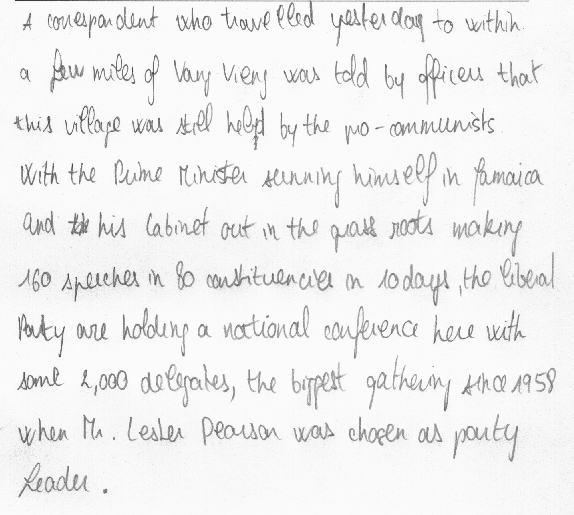 A correspondent who travelled yesterday to within
a few miles of Vang Vieng was told by officers that
this village was still help by the pro-communists.
With the Prime Minister sunning himself in Jamaica
and his Cabinet out in the grass roots making
160 speeches in 80 constituencies in 10 days, the liberal
Party are holding a national conference here with
some 2,000 delegates, the biggest gathering since 1958
when Mr. Lester Pearson was chosen as party
leader.